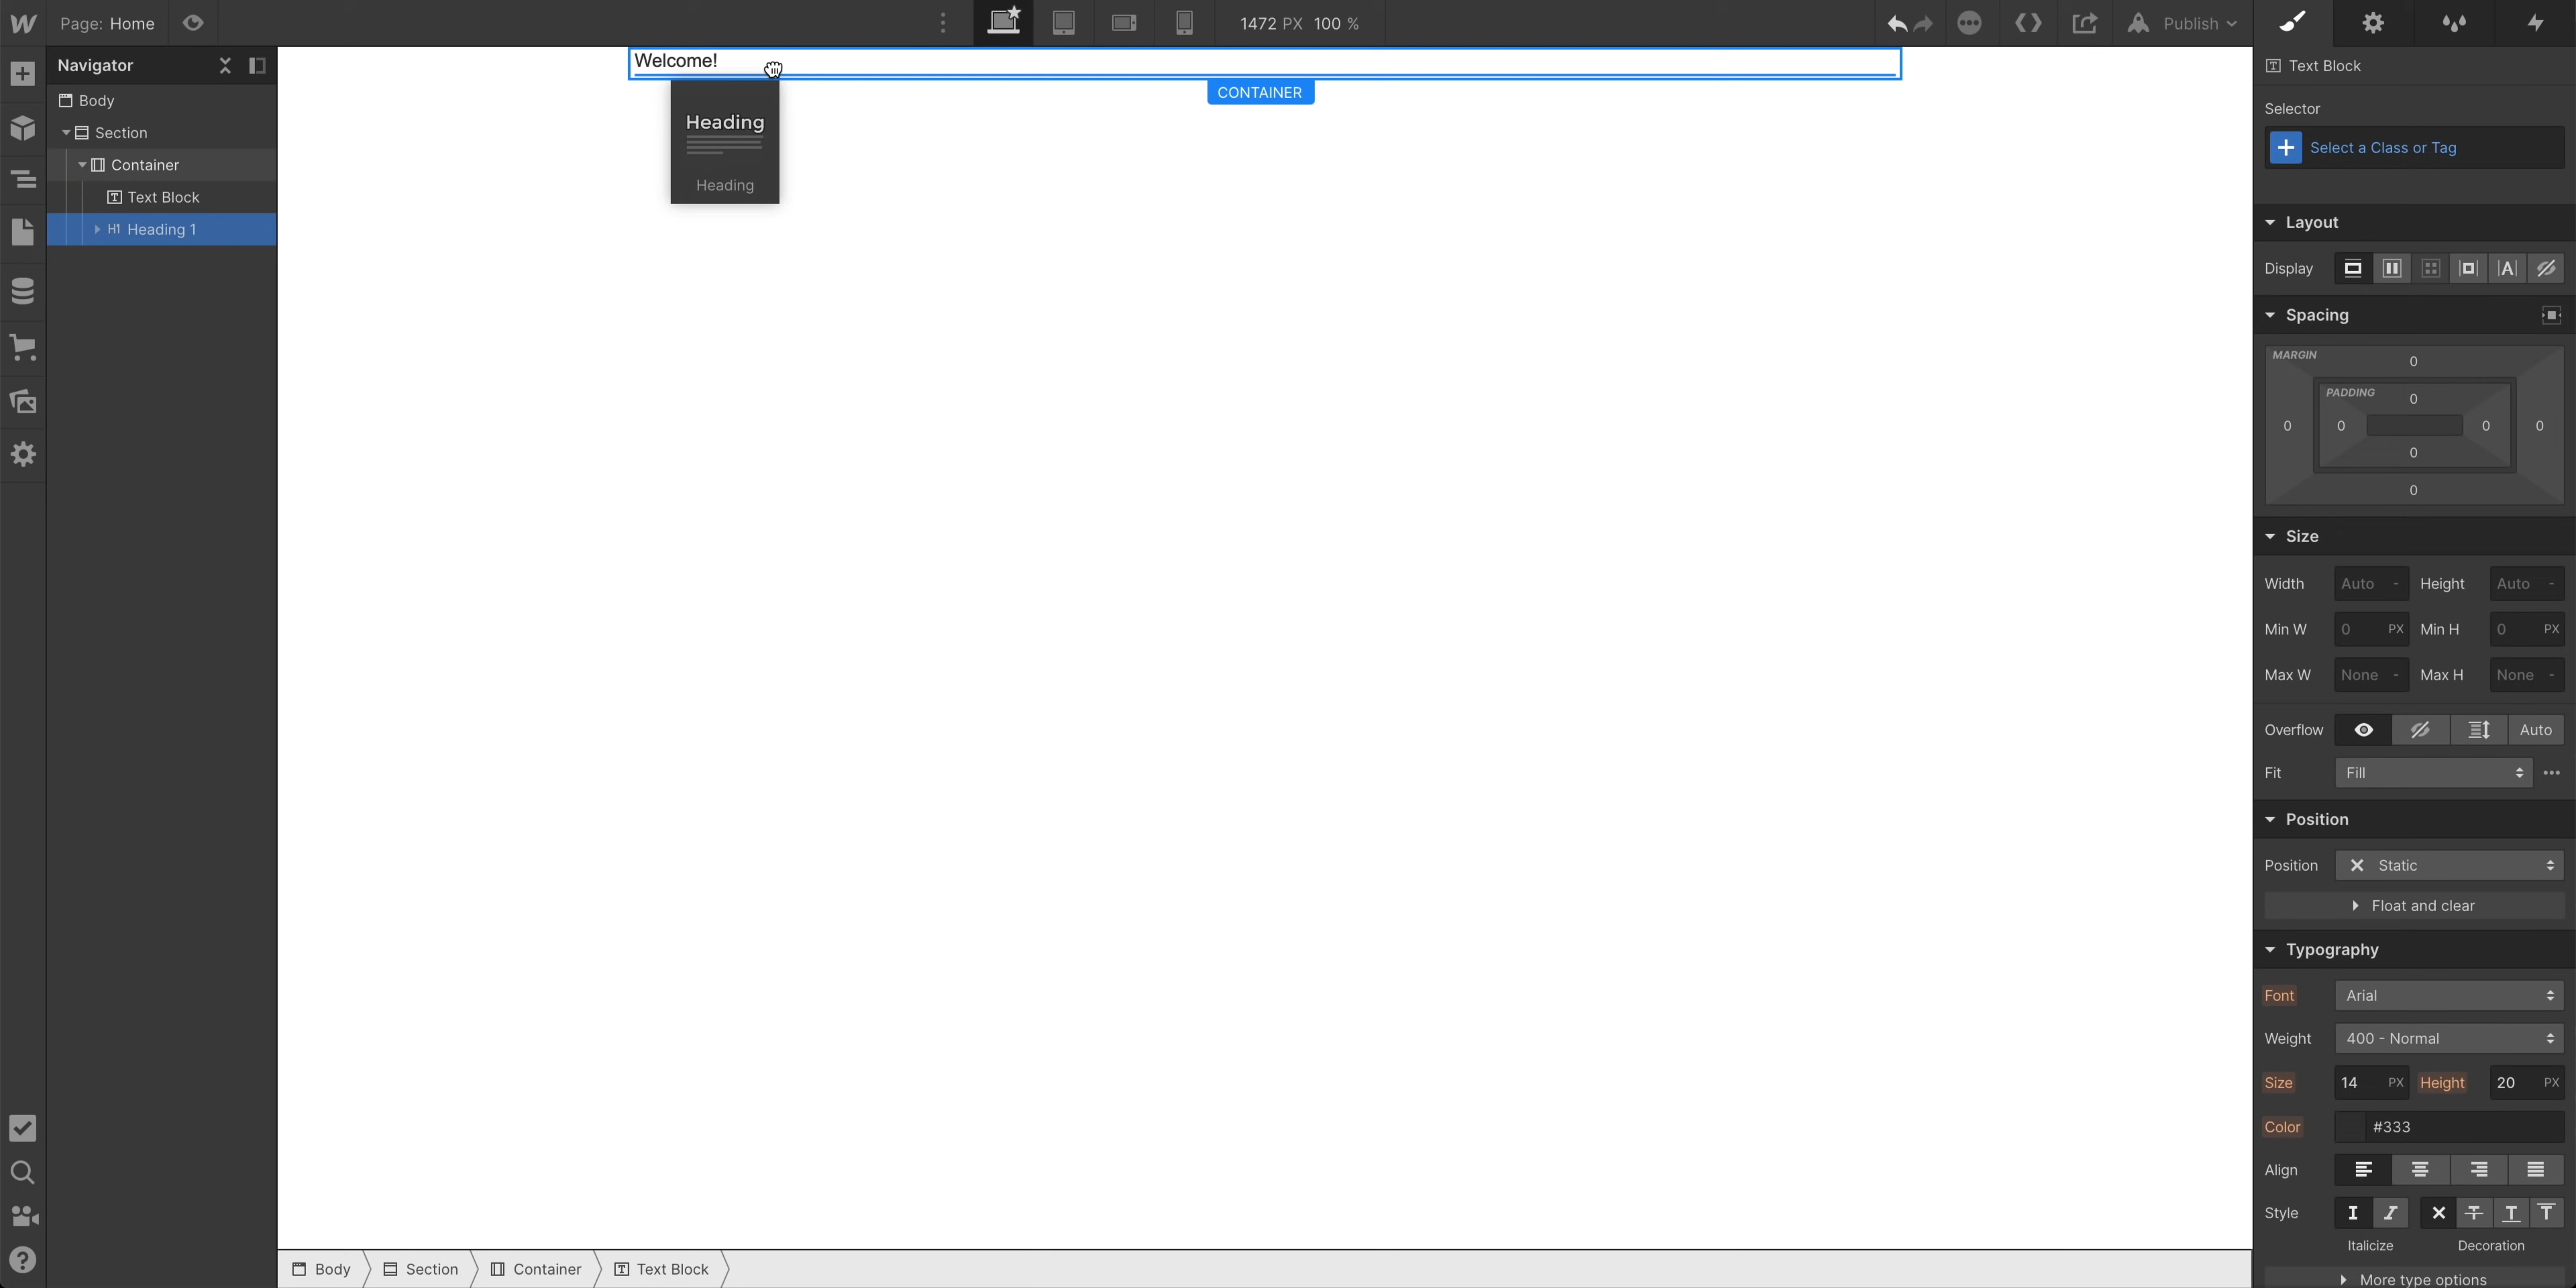 Page: Home
1472 PX 100 %
Publish
Navigator
Body
Section
Container
Text Block
H1 Heading 1
Welcome!
CONTAINER
Heading
Heading
Text Block
Selector
Select a Class or Tag
Layout
Display
Spacing
MARGIN
0
PADDING
0
0 0 0 0
0
0
Size
Width Auto - Height Auto -
Min W 0 PX Min H 0 PX
Max W None - Max H None -
Overflow Auto
Fit Fill
Position
Position Static
Float and clear
Typography
Font Arial
Weight 400 - Normal
Size 14 PX Height 20 PX
Color #333
Align
Style
Italicize Decoration
More type options
Body Section Container Text Block